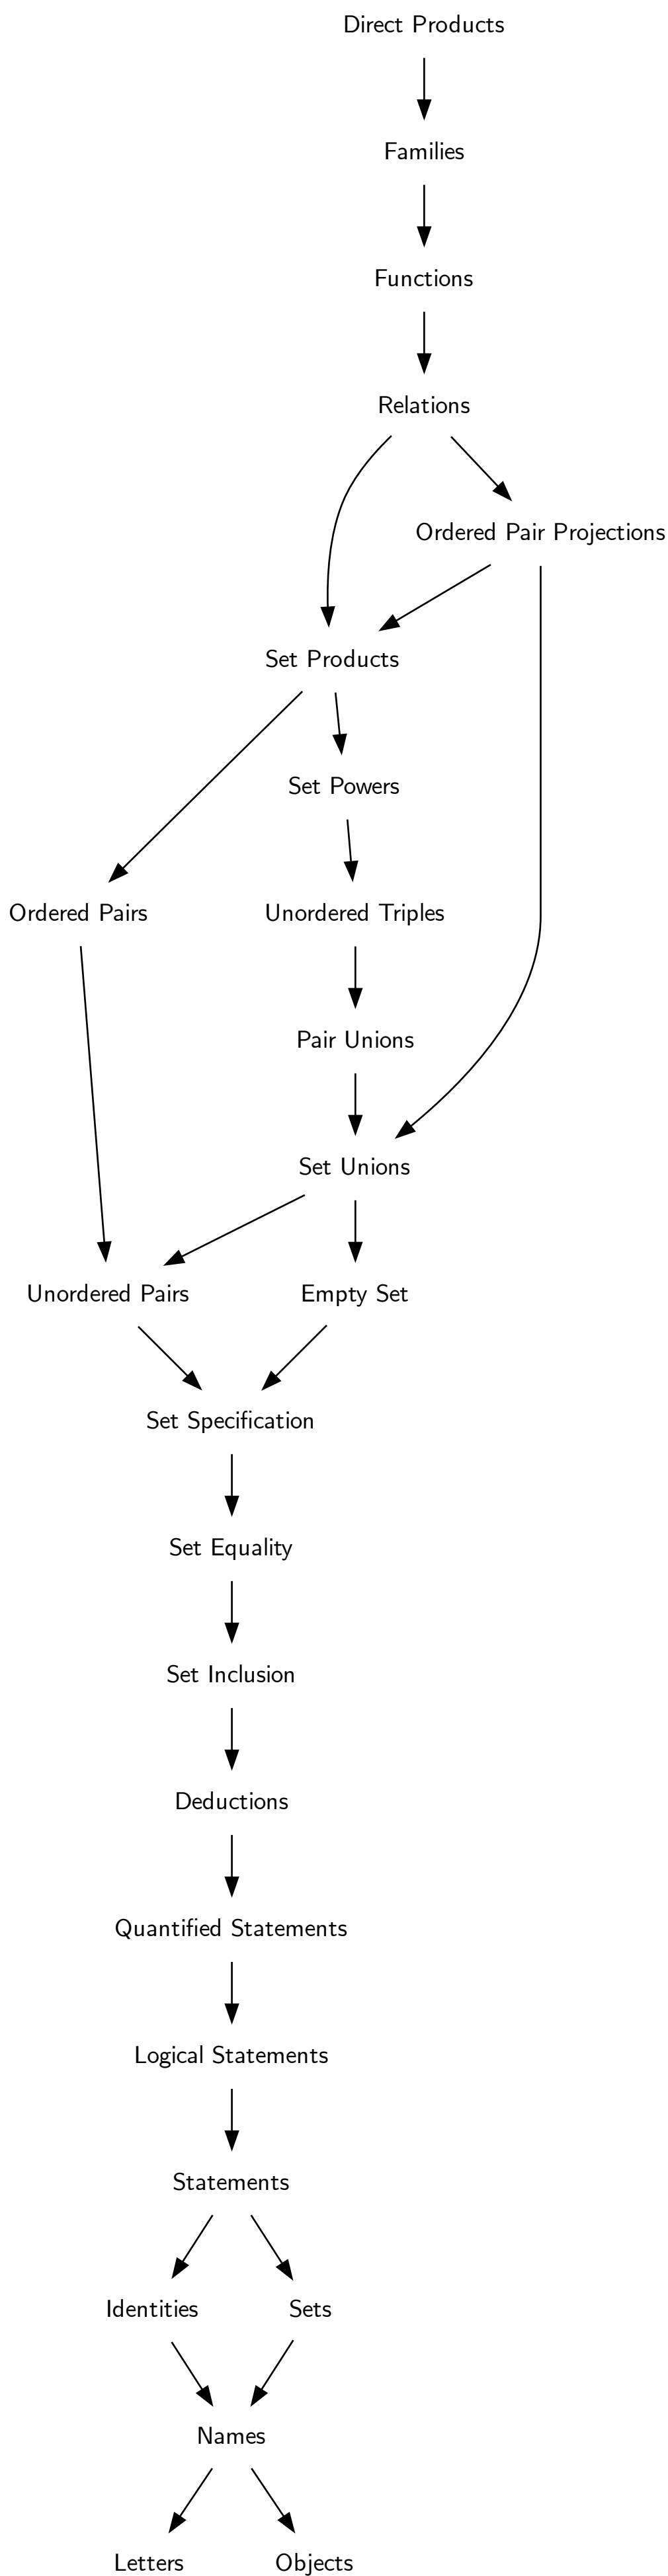 Direct Products
Families
Functions
Relations
Ordered Pair Projections
Set Products
Set Powers
Ordered Pairs
Unordered Triples
Pair Unions
Set Unions
Unordered Pairs
Empty Set
Set Specification
Set Equality
Set Inclusion
Deductions
Quantified Statements
Logical Statements
Statements
Identities
Sets
Names
Letters
Objects